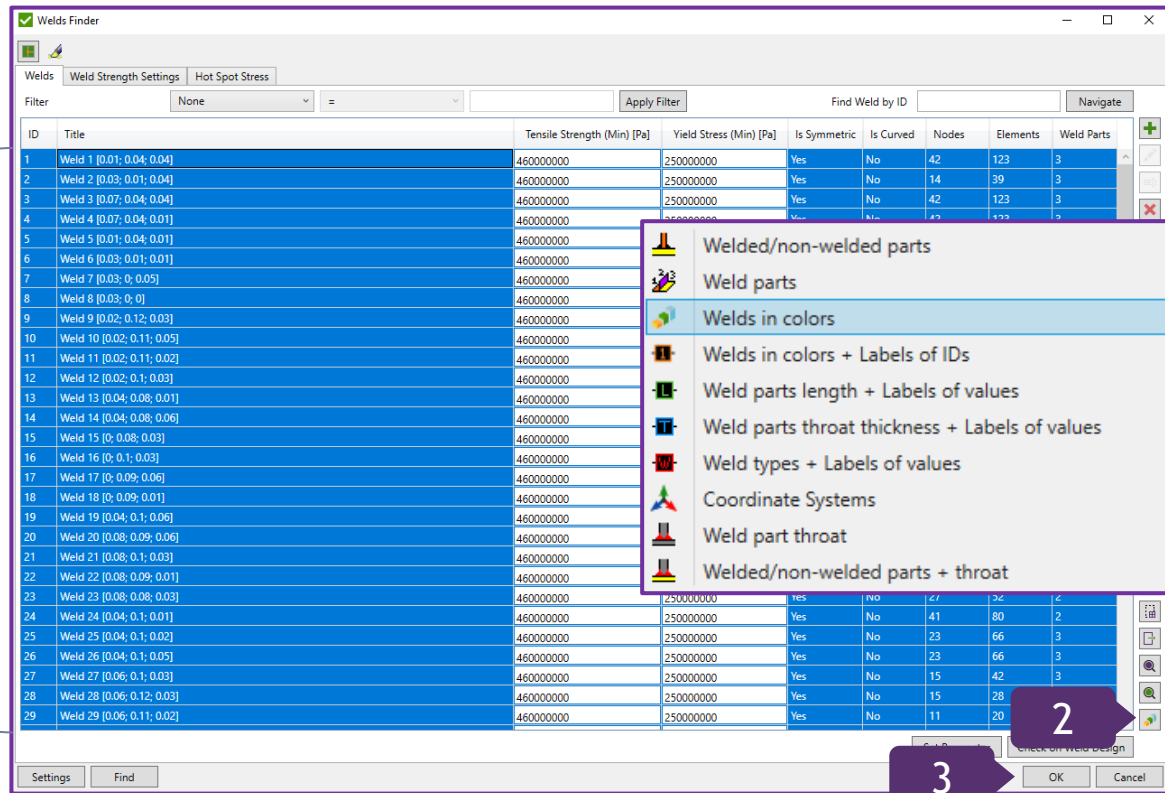 Welds Finder
Welds Weld Strength Settings Hot Spot Stress
Filter None = Apply Filter Find Weld by ID Navigate
ID Title Tensile Strength (Min) [Pa] Yield Stress (Min) [Pa] Is Symmetric Is Curved Nodes Elements Weld Parts
1 Weld 1 [0.01; 0.04; 0.04] 460000000 250000000 Yes No 42 123 3
2 Weld 2 [0.03; 0.01; 0.04] 460000000 250000000 Yes No 14 39 3
3 Weld 3 [0.07; 0.04; 0.04] 460000000 250000000 Yes No 42 123 3
4 Weld 4 [0.07; 0.04; 0.01] 460000000 250000000 Yes No 42 123 3
5 Weld 5 [0.01; 0.04; 0.01] 460000000
6 Weld 6 [0.03; 0.01; 0.01] 460000000
7 Weld 7 [0.03; 0; 0.05] 460000000
8 Weld 8 [0.03; 0; 0] 460000000
9 Weld 9 [0.02; 0.12; 0.03] 460000000
10 Weld 10 [0.02; 0.11; 0.05] 460000000
11 Weld 11 [0.02; 0.11; 0.02] 460000000
12 Weld 12 [0.02; 0.1; 0.03] 460000000
13 Weld 13 [0.04; 0.08; 0.01] 460000000
14 Weld 14 [0.04; 0.08; 0.06] 460000000
15 Weld 15 [0; 0.08; 0.03] 460000000
16 Weld 16 [0; 0.1; 0.03] 460000000
17 Weld 17 [0; 0.09; 0.06] 460000000
18 Weld 18 [0; 0.09; 0.01] 460000000
19 Weld 19 [0.04; 0.1; 0.06] 460000000
20 Weld 20 [0.08; 0.09; 0.06] 460000000
21 Weld 21 [0.08; 0.1; 0.03] 460000000
22 Weld 22 [0.08; 0.09; 0.01] 460000000
23 Weld 23 [0.08; 0.08; 0.03] 460000000 250000000 Yes No 27 52 2
24 Weld 24 [0.04; 0.1; 0.01] 460000000 250000000 Yes No 41 80 2
25 Weld 25 [0.04; 0.1; 0.02] 460000000 250000000 Yes No 23 66 3
26 Weld 26 [0.04; 0.1; 0.05] 460000000 250000000 Yes No 23 66 3
27 Weld 27 [0.06; 0.1; 0.03] 460000000 250000000 Yes No 15 42 3
28 Weld 28 [0.06; 0.12; 0.03] 460000000 250000000 Yes No 15 28
29 Weld 29 [0.06; 0.11; 0.02] 460000000 250000000 Yes No 11 20
Welded/non-welded parts
1 2 3 Weld parts
Welds in colors
1 Welds in colors + Labels of IDs
L Weld parts length + Labels of values
T Weld parts throat thickness + Labels of values
W Weld types + Labels of values
Coordinate Systems
Weld part throat
Welded/non-welded parts + throat
2
Check on Weld Design
Settings Find 3 OK Cancel